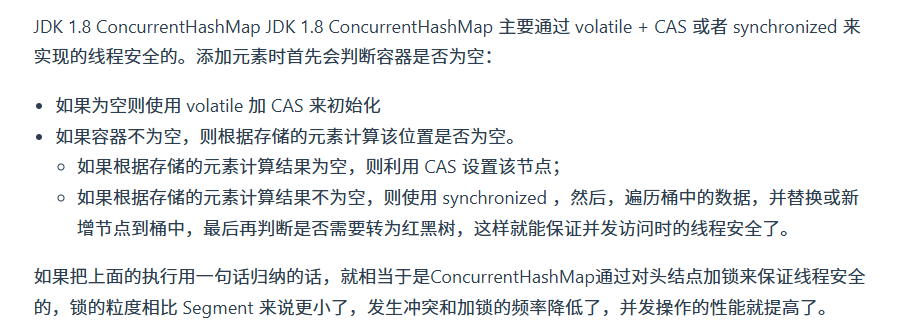 JDK 1.8 ConcurrentHashMap JDK 1.8 ConcurrentHashMap 主要通过 volatile + CAS 或者 synchronized 来
实现的线程安全的。添加元素时首先会判断容器是否为空：
• 如果为空则使用 volatile 加 CAS 来初始化
• 如果容器不为空，则根据存储的元素计算该位置是否为空。
◦ 如果根据存储的元素计算结果为空，则利用 CAS 设置该节点；
◦ 如果根据存储的元素计算结果不为空，则使用 synchronized ，然后，遍历桶中的数据，并替换或新
增节点到桶中，最后再判断是否需要转为红黑树，这样就能保证并发访问时的线程安全了。
如果把上面的执行用一句话归纳的话，就相当于是ConcurrentHashMap通过对头结点加锁来保证线程安全
的，锁的粒度相比 Segment 来说更小了，发生冲突和加锁的频率降低了，并发操作的性能就提高了。